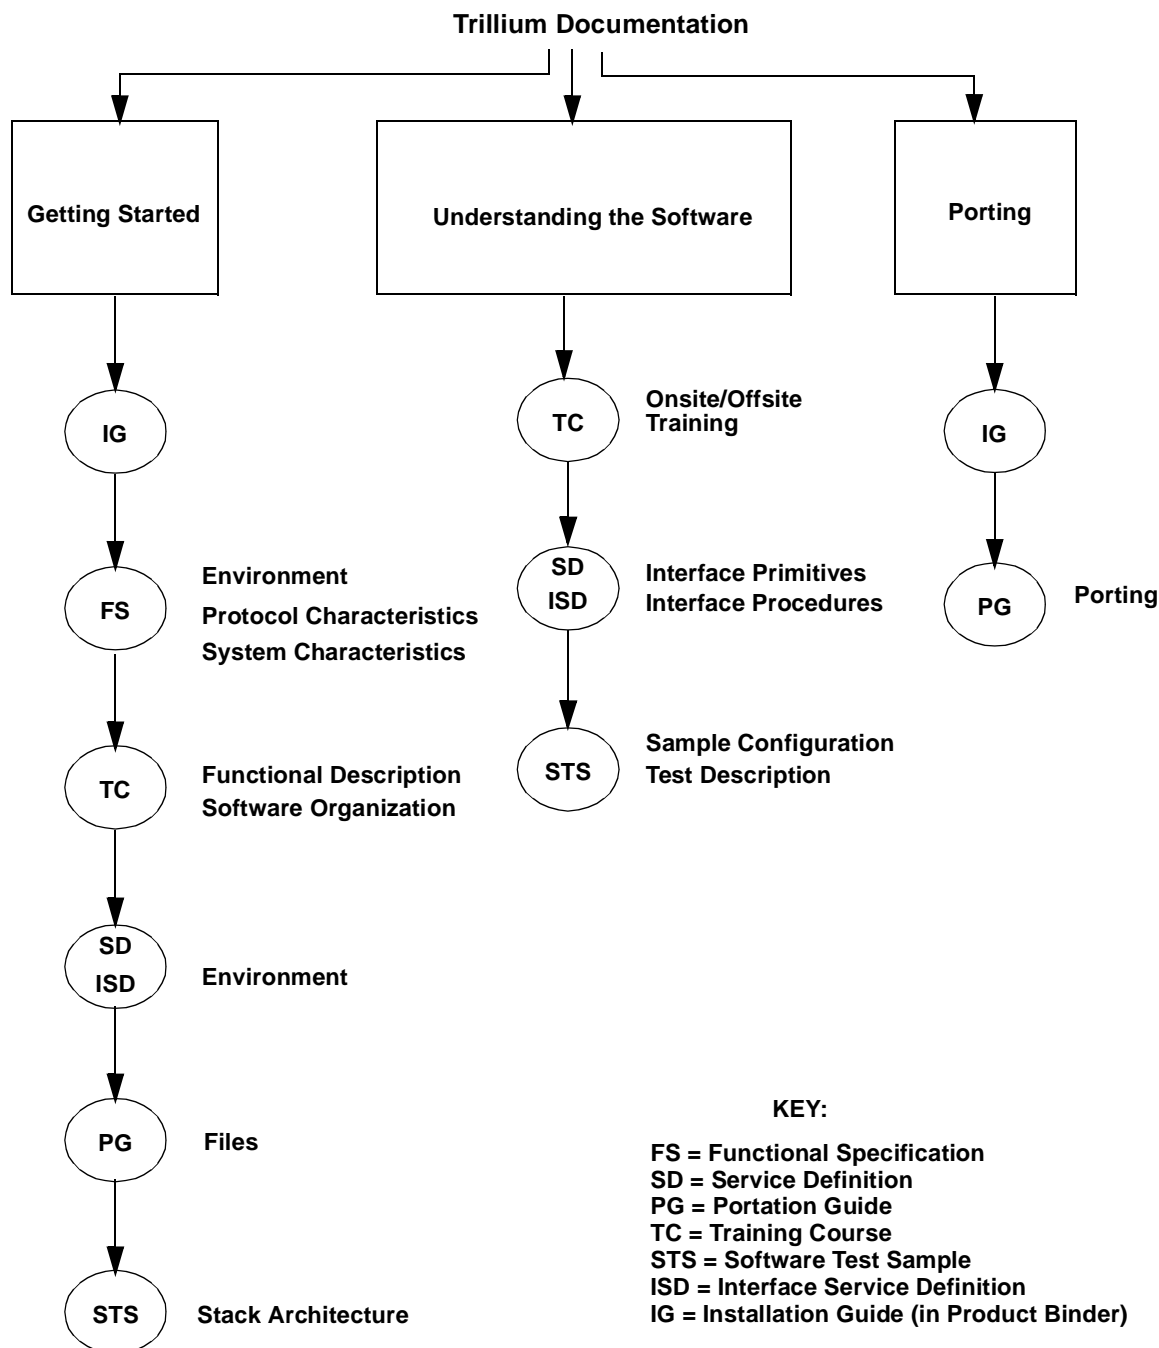 Trillium Documentation
Getting Started
Understanding the Software
Porting
IG
FS
Environment
Protocol Characteristics
System Characteristics
TC
Functional Description
Software Organization
SD
ISD
Environment
PG
Files
STS
Stack Architecture
TC
Onsite/Offsite
Training
SD
ISD
Interface Primitives
Interface Procedures
STS
Sample Configuration
Test Description
IG
PG
Porting
KEY:
FS = Functional Specification
SD = Service Definition
PG = Portation Guide
TC = Training Course
STS = Software Test Sample
ISD = Interface Service Definition
IG = Installation Guide (in Product Binder)